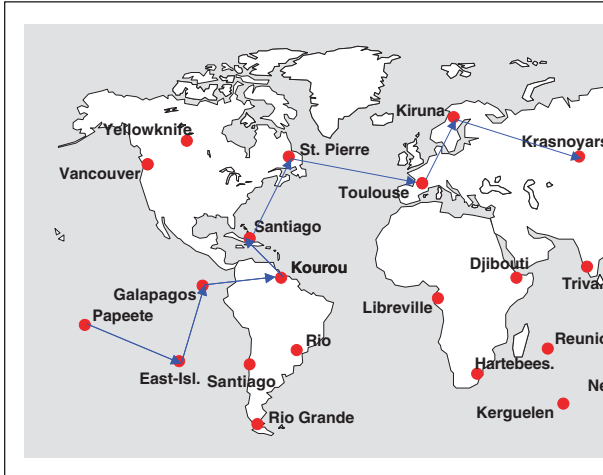 Kiruna
Yellowknife
St. Pierre
Krasnoyars
Vancouver
Toulouse
Santiago
Kourou
Djibouti
Triva
Galapagos
Libreville
Papeete
Rio
Reunio
East-Isl.
Santiago
Hartebees.
Ne
Rio Grande
Kerguelen